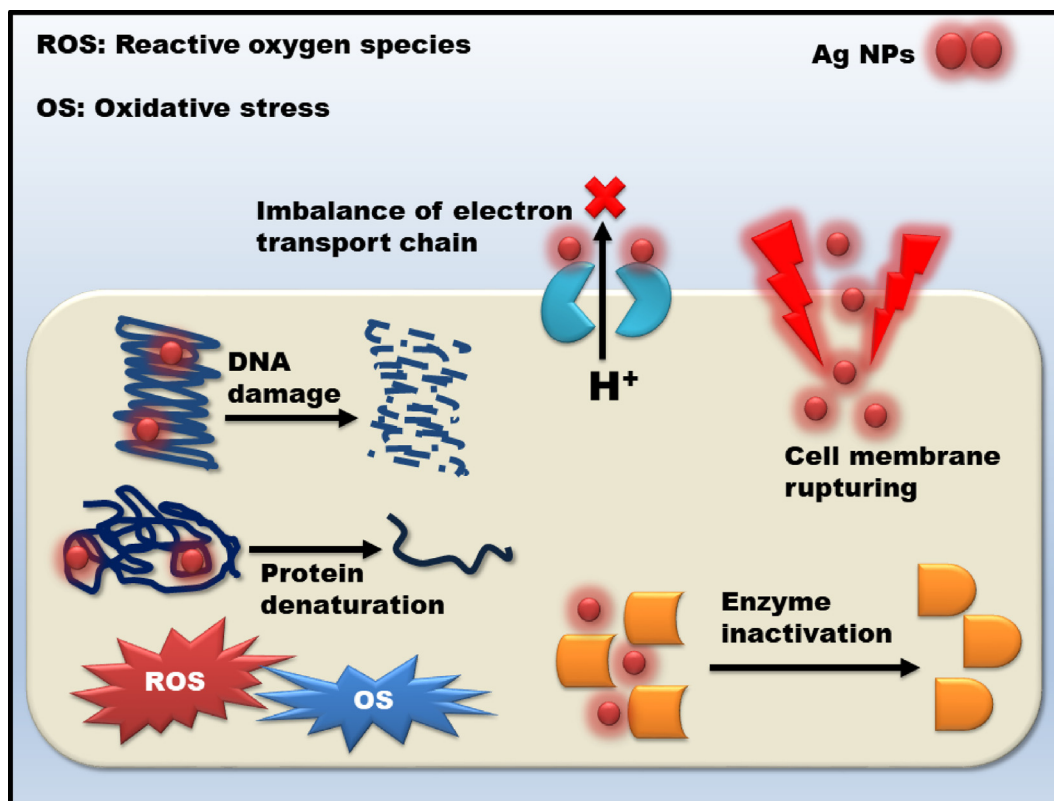 ROS: Reactive oxygen species
Ag NPs
OS: Oxidative stress
Imbalance of electron
transport chain
H⁺
DNA
damage
Cell membrane
rupturing
Protein
denaturation
Enzyme
inactivation
ROS
OS